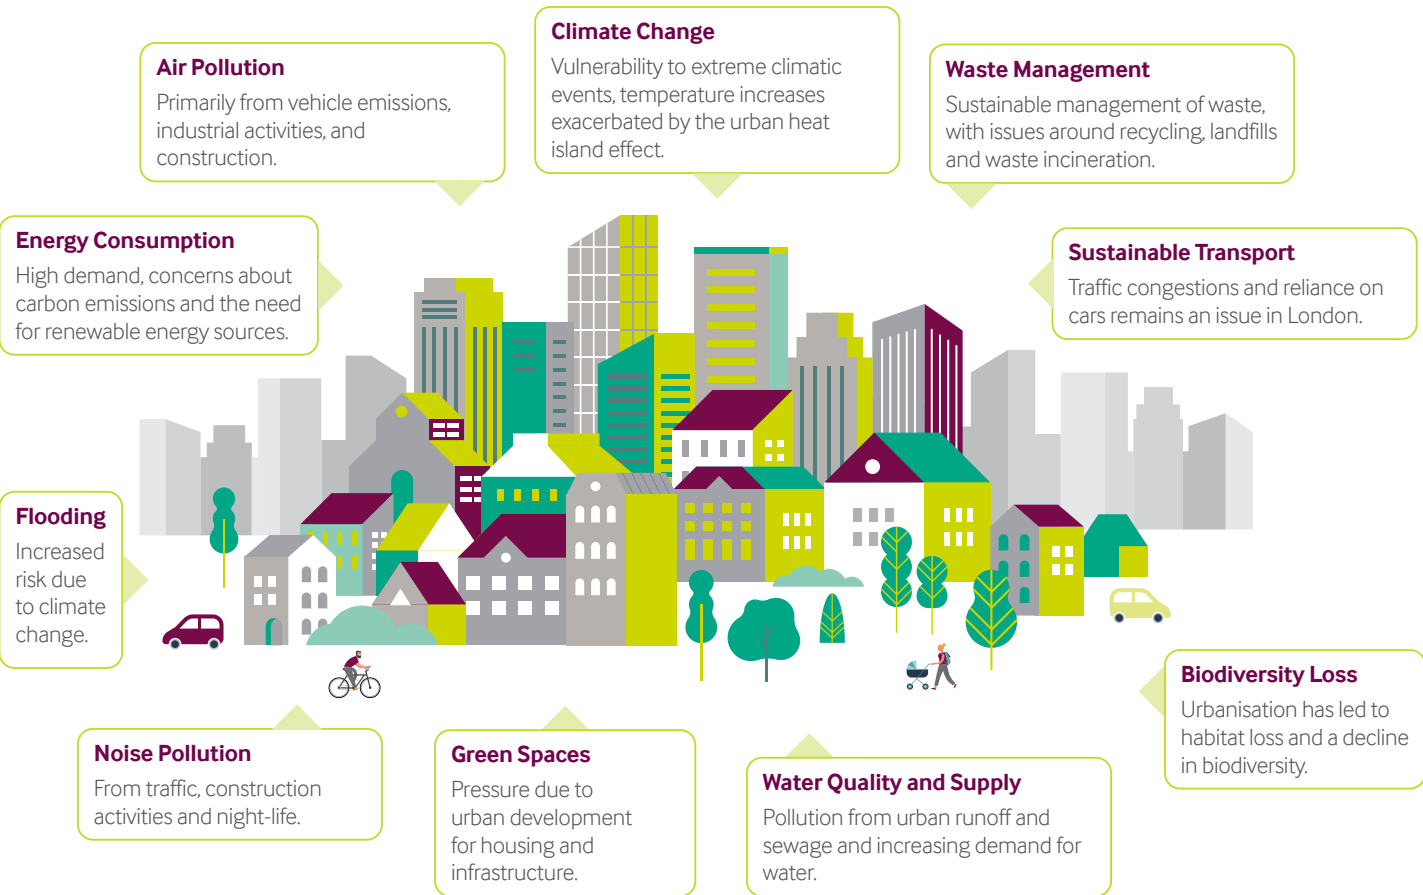 Climate Change
Vulnerability to extreme climatic
events, temperature increases
exacerbated by the urban heat
island effect.
Air Pollution
Primarily from vehicle emissions,
industrial activities, and
construction.
Waste Management
Sustainable management of waste,
with issues around recycling, landfills
and waste incineration.
Energy Consumption
High demand, concerns about
carbon emissions and the need
for renewable energy sources.
Sustainable Transport
Traffic congestions and reliance on
cars remains an issue in London.
Flooding
Increased
risk due
to climate
change.
Biodiversity Loss
Urbanisation has led to
habitat loss and a decline
in biodiversity.
Noise Pollution
From traffic, construction
activities and night-life.
Green Spaces
Pressure due to
urban development
for housing and
infrastructure.
Water Quality and Supply
Pollution from urban runoff and
sewage and increasing demand for
water.